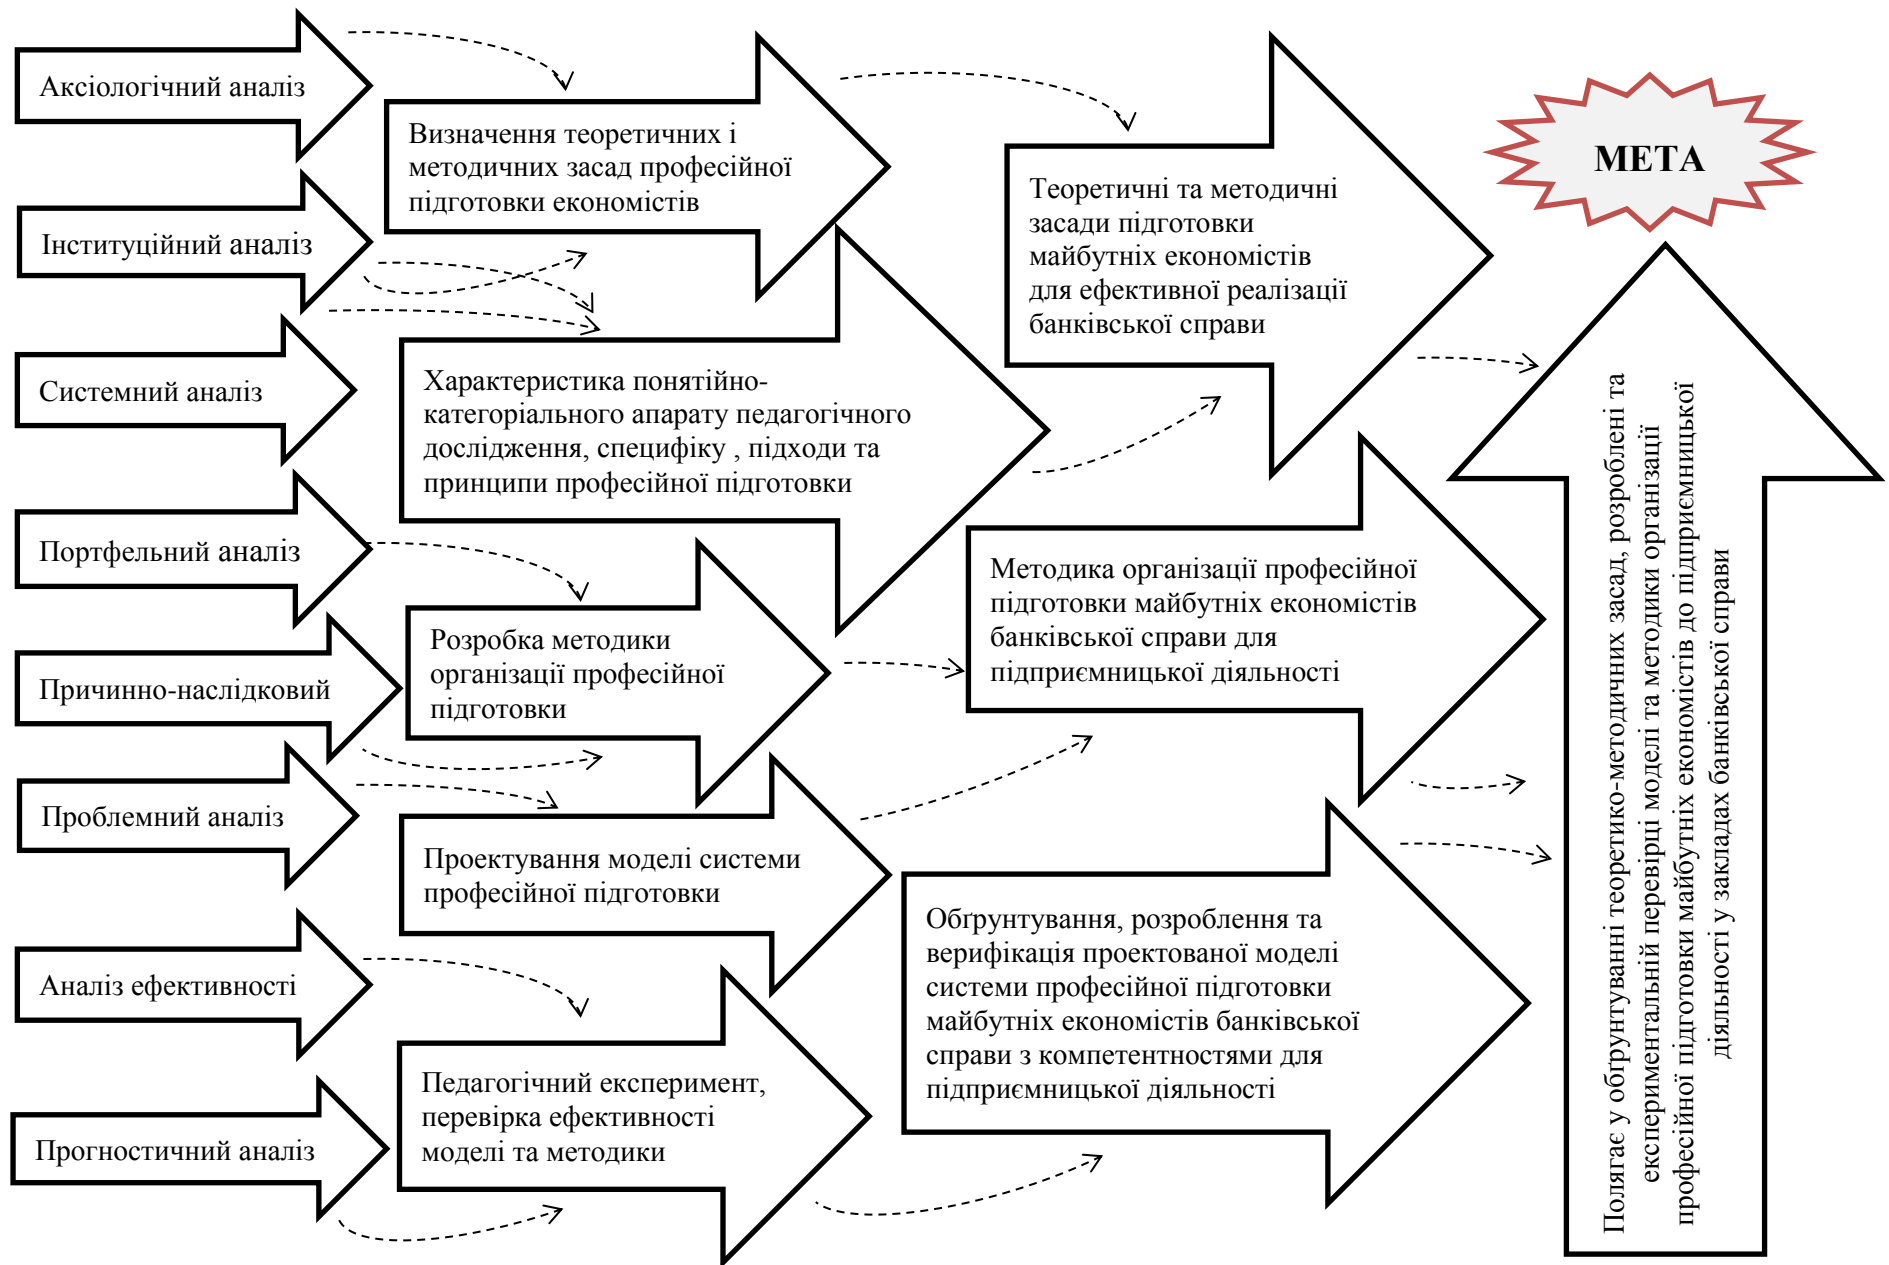 Аксіологічний аналіз
Інституційний аналіз
Системний аналіз
Портфельний аналіз
Причинно-наслідковий
Проблемний аналіз
Аналіз ефективності
Прогностичний аналіз
Визначення теоретичних і
методичних засад професійної
підготовки економістів
Характеристика понятійно-
категоріального апарату педагогічного
дослідження, специфіку , підходи та
принципи професійної підготовки
Розробка методики
організації професійної
підготовки
Проектування моделі системи
професійної підготовки
Педагогічний експеримент,
перевірка ефективності
моделі та методики
Теоретичні та методичні
засади підготовки
майбутніх економістів
для ефективної реалізації
банківської справи
Методика організації професійної
підготовки майбутніх економістів
банківської справи для
підприємницької діяльності
Обґрунтування, розроблення та
верифікація проектованої моделі
системи професійної підготовки
майбутніх економістів банківської
справи з компетентностями для
підприємницької діяльності
МЕТА
Полягає у обґрунтуванні теоретико-методичних засад, розроблені та
експериментальній перевірці моделі та методики організації
професійної підготовки майбутніх економістів до підприємницької
діяльності у закладах банківської справи